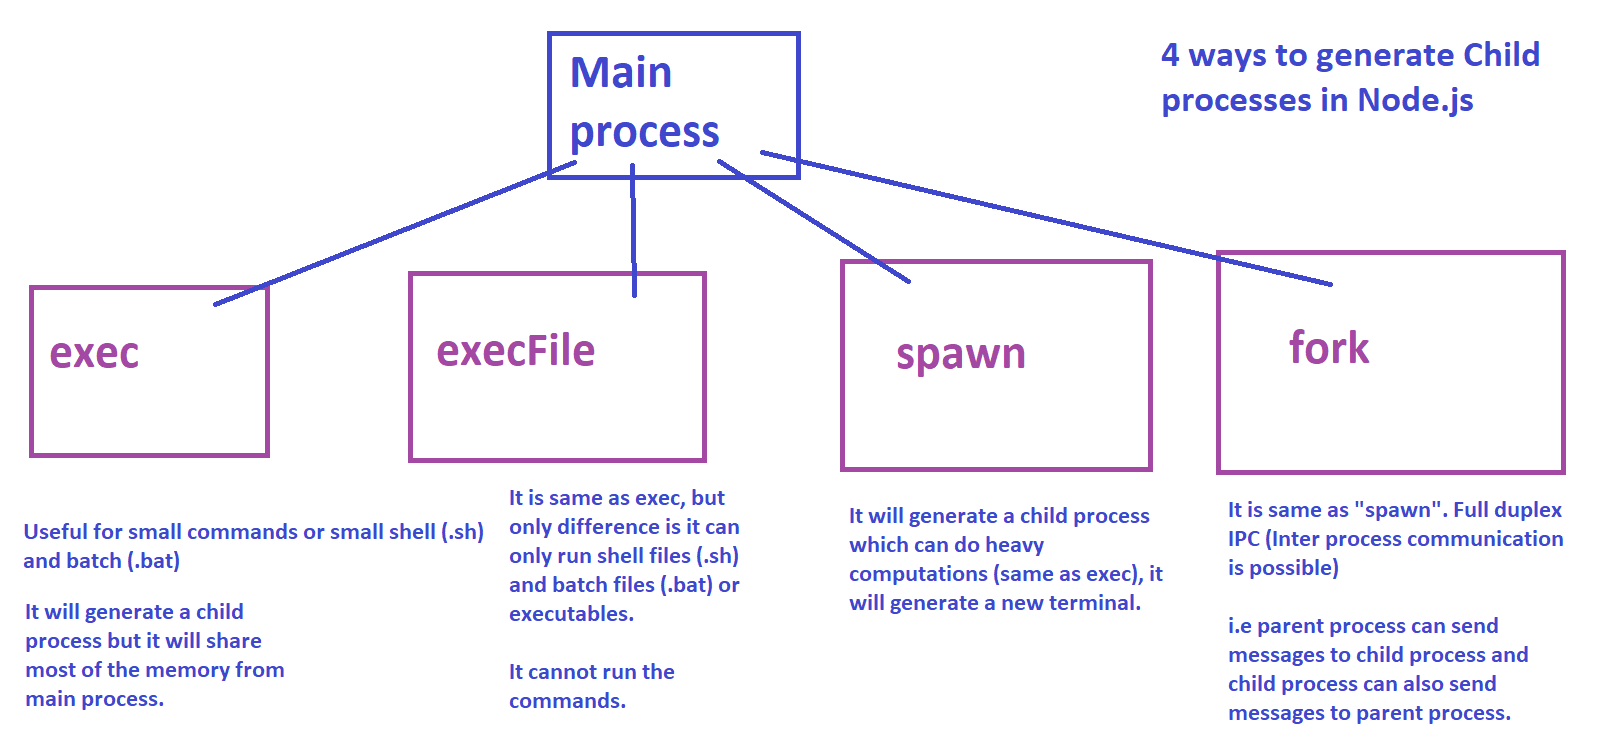 Main
process
4 ways to generate Child
processes in Node.js
exec
execFile
spawn
fork
Useful for small commands or small shell (.sh)
and batch (.bat)
It will generate a child
process but it will share
most of the memory from
main process.
It is same as exec, but
only difference is it can
only run shell files (.sh)
and batch files (.bat) or
executables.
It cannot run the
commands.
It will generate a child process
which can do heavy
computations (same as exec), it
will generate a new terminal.
It is same as "spawn". Full duplex
IPC (Inter process communication
is possible)
i.e parent process can send
messages to child process and
child process can also send
messages to parent process.